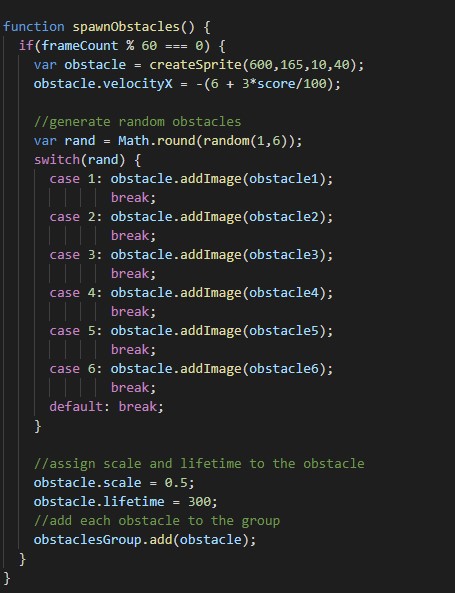 function spawnObstacles() {
if(frameCount % 60 === 0) {
var obstacle = createSprite(600,165,10,40);
obstacle.velocityX = -(6 + 3*score/100);
//generate random obstacles
var rand = Math.round(random(1,6));
switch(rand) {
case 1: obstacle.addImage(obstacle1);
break;
case 2: obstacle.addImage(obstacle2);
break;
case 3: obstacle.addImage(obstacle3);
break;
case 4: obstacle.addImage(obstacle4);
break;
case 5: obstacle.addImage(obstacle5);
break;
case 6: obstacle.addImage(obstacle6);
break;
default: break;
}
//assign scale and lifetime to the obstacle
obstacle.scale = 0.5;
obstacle.lifetime = 300;
//add each obstacle to the group
obstaclesGroup.add(obstacle);
}
}